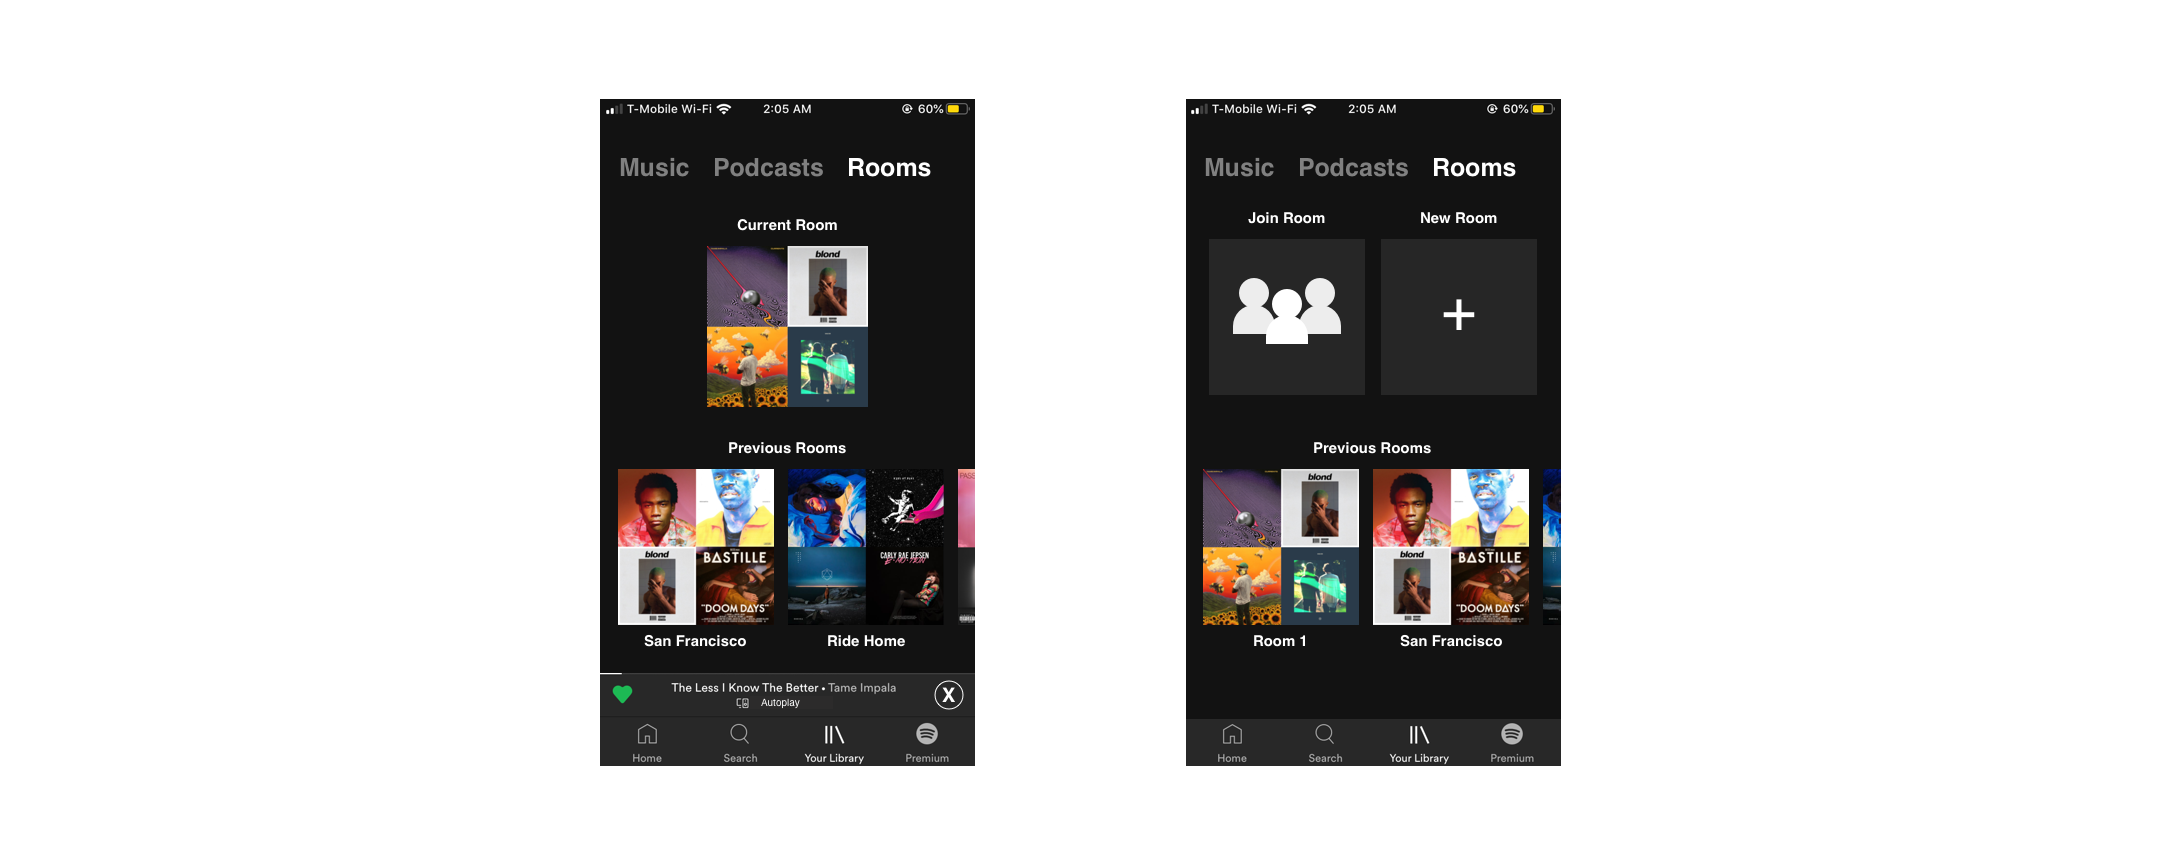 T-Mobile Wi-Fi 2:05 AM 60%
Music Podcasts Rooms
Current Room
blond
Previous Rooms
blond
BASTILLE
"DOOM DAYS"
CARLY RAE JEPSEN
E·MO·TION
PASS
San Francisco Ride Home
The Less I Know The Better • Tame Impala
Autoplay
X
Home Search Your Library Premium
T-Mobile Wi-Fi 2:05 AM 60%
Music Podcasts Rooms
Join Room New Room
+
Previous Rooms
blond
blond
BASTILLE
"DOOM DAYS"
Room 1 San Francisco
Home Search Your Library Premium